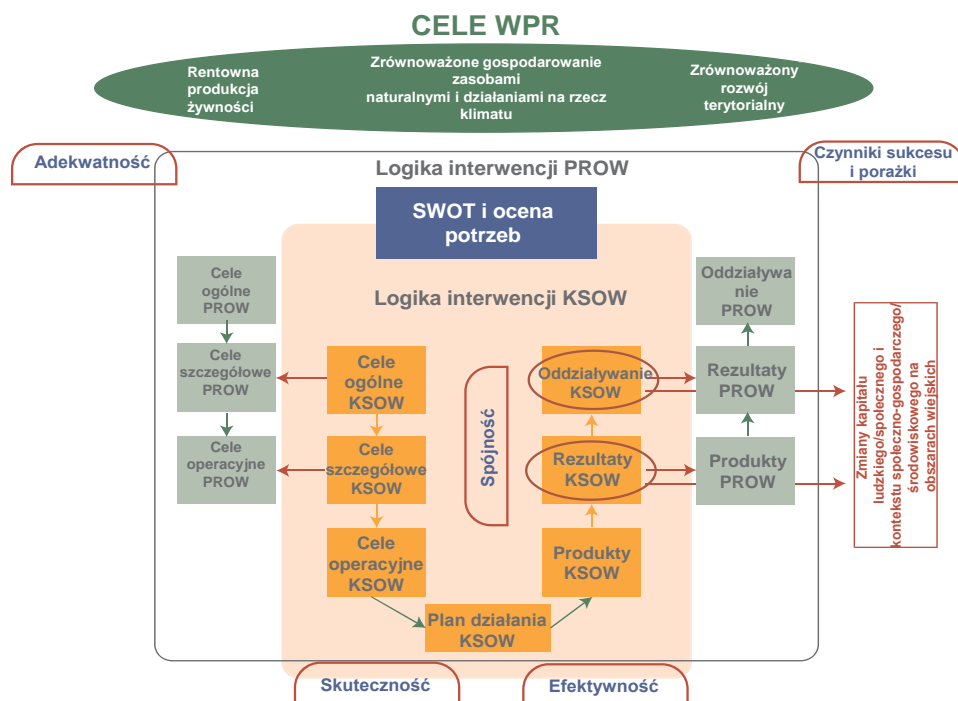 CELE WPR
Rentowna
produkcja
żywności
Zrównoważone gospodarowanie
zasobami
naturalnymi i działaniami na rzecz
klimatu
Zrównoważony
rozwój
terytorialny
Adekwatność
Czynniki sukcesu
i porażki
Logika interwencji PROW
SWOT i ocena
potrzeb
Logika interwencji KSOW
Cele
ogólne
PROW
Cele
szczegółowe
PROW
Cele
operacyjne
PROW
Cele
ogólne
KSOW
Cele
szczegółowe
KSOW
Cele
operacyjne
KSOW
Plan działania
KSOW
Spójność
Oddziaływanie
KSOW
Rezultaty
KSOW
Produkty
KSOW
Oddziaływa
nie
PROW
Rezultaty
PROW
Produkty
PROW
Zmiany kapitału
ludzkiego/społecznego i
kontekstu społeczno-gospodarczego/
środowiskowego na
obszarach wiejskich
Skuteczność
Efektywność